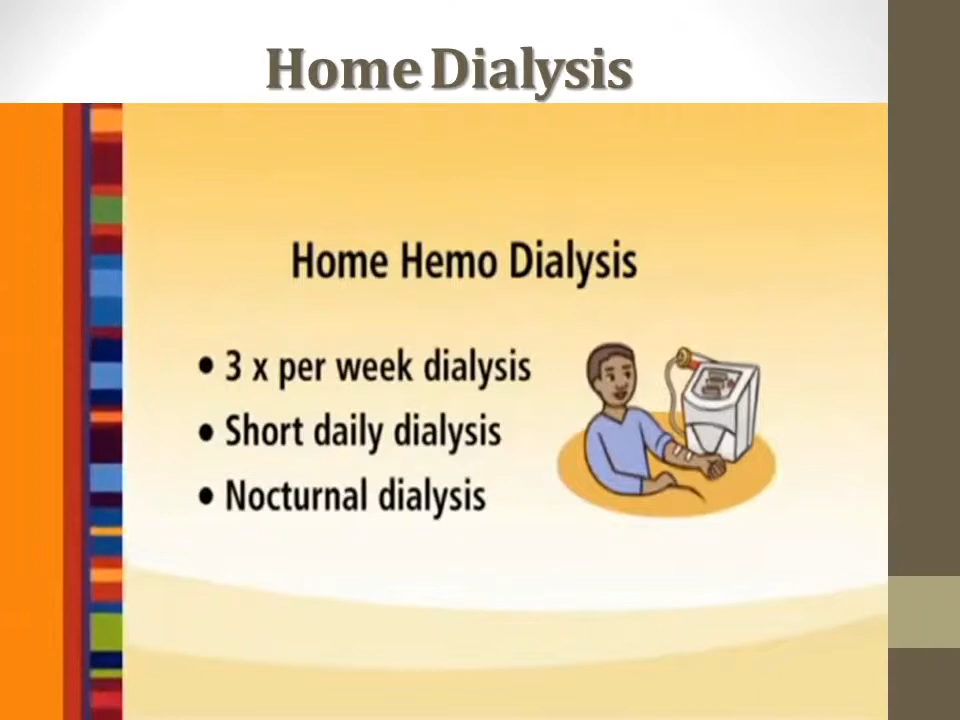 Home Dialysis
Home Hemo Dialysis
• 3 x per week dialysis
• Short daily dialysis
• Nocturnal dialysis